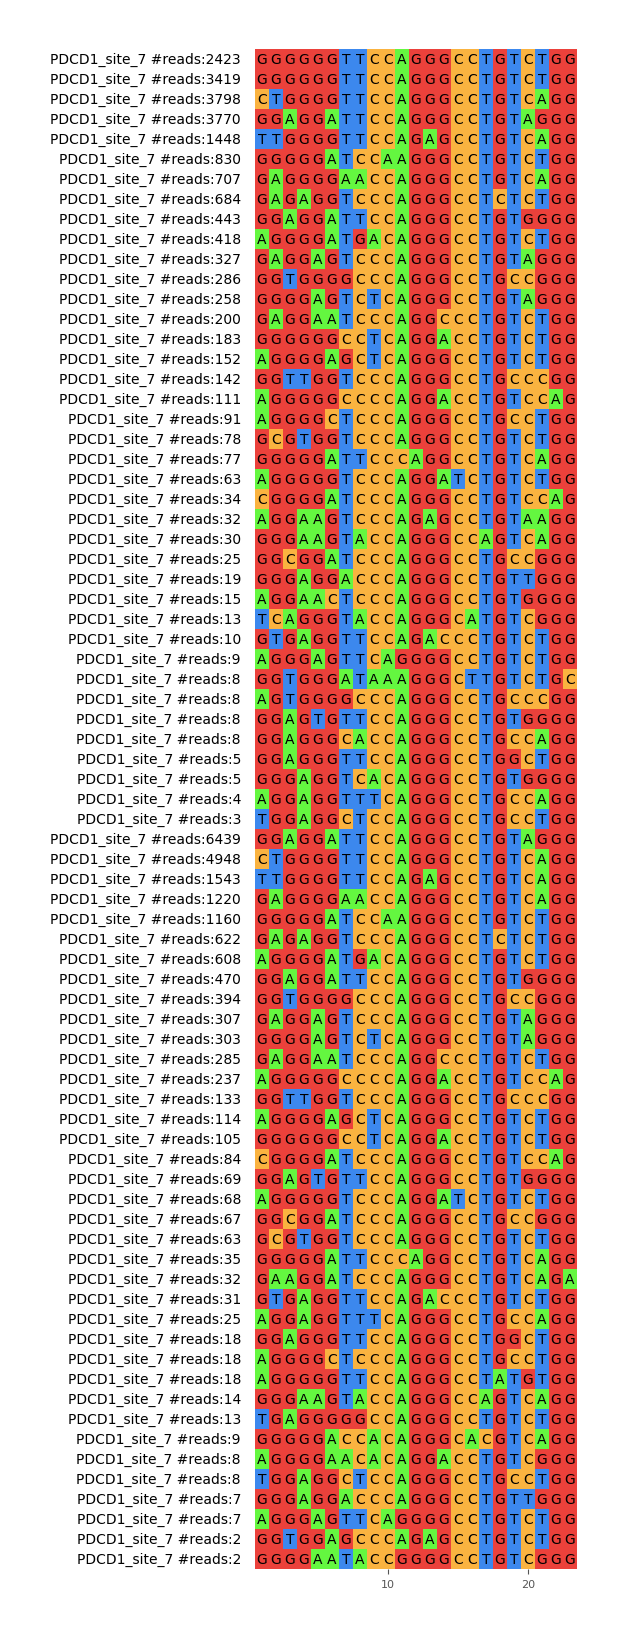 PDCD1_site_7 #reads:2423 GGGGGGTTCCAGGGCCTGTCTGG
PDCD1_site_7 #reads:3419 GGGGGGTTCCAGGGCCTGTCTGG
PDCD1_site_7 #reads:3798 CTGGGGTTCCAGGGCCTGTCAGG
PDCD1_site_7 #reads:3770 GGAGGATTCCAGGGCCTGTAGGG
PDCD1_site_7 #reads:1448 TTGGGGTTCCAGAGCCTGTCAGG
PDCD1_site_7 #reads:830 GGGGGATCCAAGGGCCTGTCTGG
PDCD1_site_7 #reads:707 GAGGGGAACCAGGGCCTGTCAGG
PDCD1_site_7 #reads:684 GAGAGGTCCCAGGGCCTCTCTGG
PDCD1_site_7 #reads:443 GGAGGATTCCAGGGCCTGTGGGG
PDCD1_site_7 #reads:418 AGGGGATGACAGGGCCTGTCTGG
PDCD1_site_7 #reads:327 GAGGAGTCCCAGGGCCTGTAGGG
PDCD1_site_7 #reads:286 GGTGGGGCCCAGGGCCTGCCGGG
PDCD1_site_7 #reads:258 GGGGAGTCTCAGGGCCTGTAGGG
PDCD1_site_7 #reads:200 GAGGAATCCCAGGCCCTGTCTGG
PDCD1_site_7 #reads:183 GGGGGGCCTCAGGACCTGTCTGG
PDCD1_site_7 #reads:152 AGGGGAGCTCAGGGCCTGTCTGG
PDCD1_site_7 #reads:142 GGTTGGTCCCAGGGCCTGCCCGG
PDCD1_site_7 #reads:111 AGGGGGCCCCAGGACCTGTCCAG
PDCD1_site_7 #reads:91 AGGGGCTCCCAGGGCCTGCCTGG
PDCD1_site_7 #reads:78 GCGTGGTCCCAGGGCCTGTCTGG
PDCD1_site_7 #reads:77 GGGGGATTCCCAGGCCTGTCAGG
PDCD1_site_7 #reads:63 AGGGGGTCCCAGGATCTGTCTGG
PDCD1_site_7 #reads:34 CGGGGATCCCAGGGCCTGTCCAG
PDCD1_site_7 #reads:32 AGGAAGTCCCAGAGCCTGTAAGG
PDCD1_site_7 #reads:30 GGGAAGTACCAGGGCCAGTCAGG
PDCD1_site_7 #reads:25 GGCGGATCCCAGGGCCTGCCGGG
PDCD1_site_7 #reads:19 GGGAGGACCCAGGGCCTGTTGGG
PDCD1_site_7 #reads:15 AGGAACTCCCAGGGCCTGTGGGG
PDCD1_site_7 #reads:13 TCAGGGTACCAGGGCATGTCGGG
PDCD1_site_7 #reads:10 GTGAGGTTCCAGACCCTGTCTGG
PDCD1_site_7 #reads:9 AGGGAGTTCAGGGGCCTGTCTGG
PDCD1_site_7 #reads:8 GGTGGGATAAAGGGCTTGTCTGC
PDCD1_site_7 #reads:8 AGTGGGGCCCAGGGCCTGCCCGG
PDCD1_site_7 #reads:8 GGAGTGTTCCAGGGCCTGTGGGG
PDCD1_site_7 #reads:8 GGAGGGCACCAGGGCCTGCCAGG
PDCD1_site_7 #reads:5 GGAGGGTTCCAGGGCCTGGCTGG
PDCD1_site_7 #reads:5 GGGAGGTCACAGGGCCTGTGGGG
PDCD1_site_7 #reads:4 AGGAGGTTTCAGGGCCTGCCAGG
PDCD1_site_7 #reads:3 TGGAGGCTCCAGGGCCTGCCTGG
PDCD1_site_7 #reads:6439 GGAGGATTCCAGGGCCTGTAGGG
PDCD1_site_7 #reads:4948 CTGGGGTTCCAGGGCCTGTCAGG
PDCD1_site_7 #reads:1543 TTGGGGTTCCAGAGCCTGTCAGG
PDCD1_site_7 #reads:1220 GAGGGGAACCAGGGCCTGTCAGG
PDCD1_site_7 #reads:1160 GGGGGATCCAAGGGCCTGTCTGG
PDCD1_site_7 #reads:622 GAGAGGTCCCAGGGCCTCTCTGG
PDCD1_site_7 #reads:608 AGGGGATGACAGGGCCTGTCTGG
PDCD1_site_7 #reads:470 GGAGGATTCCAGGGCCTGTGGGG
PDCD1_site_7 #reads:394 GGTGGGGCCCAGGGCCTGCCGGG
PDCD1_site_7 #reads:307 GAGGAGTCCCAGGGCCTGTAGGG
PDCD1_site_7 #reads:303 GGGGAGTCTCAGGGCCTGTAGGG
PDCD1_site_7 #reads:285 GAGGAATCCCAGGCCCTGTCTGG
PDCD1_site_7 #reads:237 AGGGGGCCCCAGGACCTGTCCAG
PDCD1_site_7 #reads:133 GGTTGGTCCCAGGGCCTGCCCGG
PDCD1_site_7 #reads:114 AGGGGAGCTCAGGGCCTGTCTGG
PDCD1_site_7 #reads:105 GGGGGGCCTCAGGACCTGTCTGG
PDCD1_site_7 #reads:84 CGGGGATCCCAGGGCCTGTCCAG
PDCD1_site_7 #reads:69 GGAGTGTTCCAGGGCCTGTGGGG
PDCD1_site_7 #reads:68 AGGGGGTCCCAGGATCTGTCTGG
PDCD1_site_7 #reads:67 GGCGGATCCCAGGGCCTGCCGGG
PDCD1_site_7 #reads:63 GCGTGGTCCCAGGGCCTGTCTGG
PDCD1_site_7 #reads:35 GGGGGATTCCCAGGCCTGTCAGG
PDCD1_site_7 #reads:32 GAAGGATCCCAGGGCCTGTCAGA
PDCD1_site_7 #reads:31 GTGAGGTTCCAGACCCTGTCTGG
PDCD1_site_7 #reads:25 AGGAGGTTTCAGGGCCTGCCAGG
PDCD1_site_7 #reads:18 GGAGGGTTCCAGGGCCTGGCTGG
PDCD1_site_7 #reads:18 AGGGGCTCCCAGGGCCTGCCTGG
PDCD1_site_7 #reads:18 AGGGGGTTCCAGGGCCTATGTGG
PDCD1_site_7 #reads:14 GGGAAGTACCAGGGCCAGTCAGG
PDCD1_site_7 #reads:13 TGAGGGGGCCAGGGCCTGTCTGG
PDCD1_site_7 #reads:9 GGGGGACCACAGGGCACGTCAGG
PDCD1_site_7 #reads:8 AGGGGAACACAGGACCTGTCGGG
PDCD1_site_7 #reads:8 TGGAGGCTCCAGGGCCTGCCTGG
PDCD1_site_7 #reads:7 GGGAGGACCCAGGGCCTGTTGGG
PDCD1_site_7 #reads:7 AGGGAGTTCAGGGGCCTGTCTGG
PDCD1_site_7 #reads:2 GGTGGAGCCCAGAGCCTGTCTGG
PDCD1_site_7 #reads:2 GGGGAATACCGGGGCCTGTCGGG
10 20